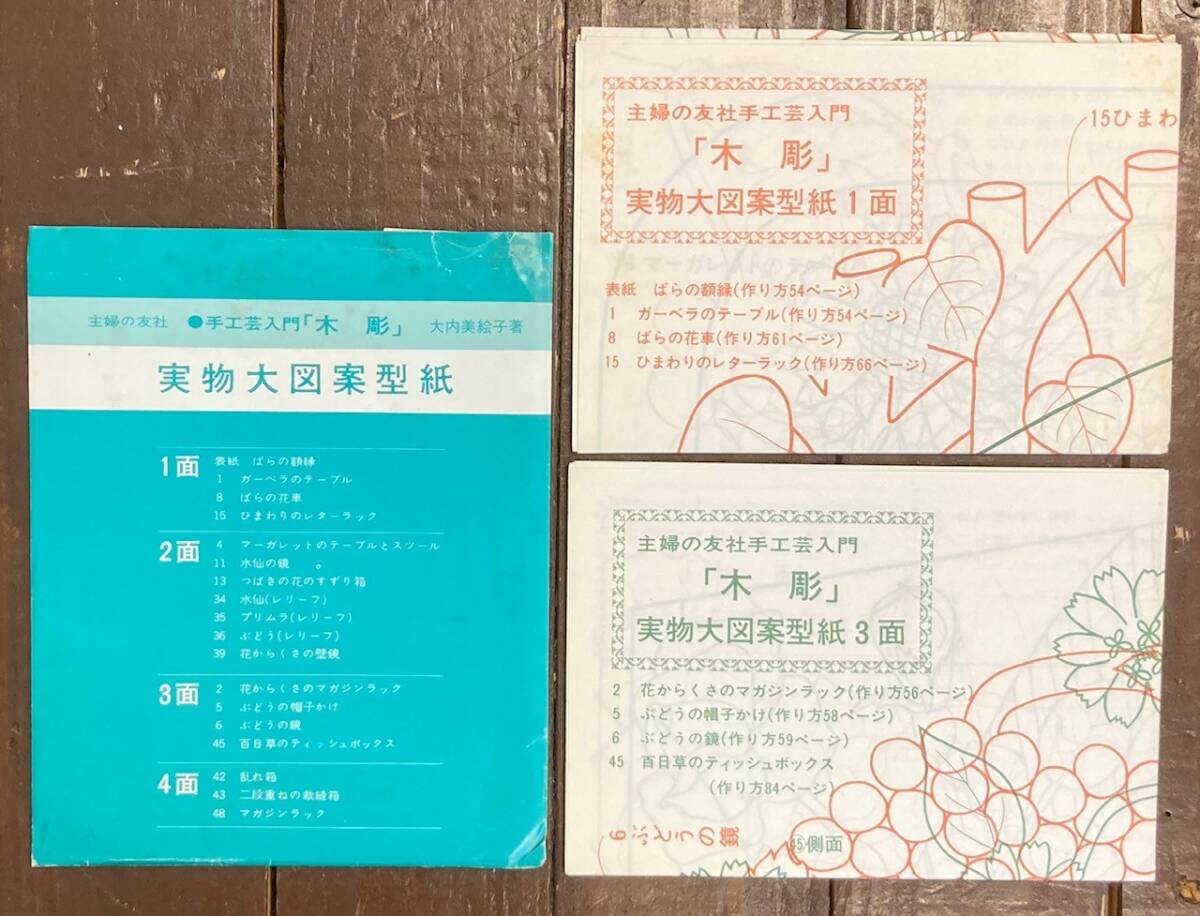 主婦の友社 ●手工芸入門「木 彫」 大内美絵子著
実物大図案型紙
1面 表紙 ばらの額縁
1 ガーベラのテーブル
8 ばらの花車
15 ひまわりのレターラック
2面 4 マーガレットのテーブルとスツール
11 水仙の鏡
13 つばきの花のすずり箱
34 水仙(レリーフ)
35 プリムラ(レリーフ)
36 ぶどう(レリーフ)
39 花からくさの壁鏡
3面 2 花からくさのマガジンラック
5 ぶどうの帽子かけ
6 ぶどうの鏡
45 百日草のティッシュボックス
4面 42 乱れ箱
43 二段重ねの裁縫箱
48 マガジンラック
主婦の友社手工芸入門
「木 彫」
実物大図案型紙1面
15ひまわ
マーガレットのテ
表紙 ばらの額縁(作り方54ページ)
1 ガーベラのテーブル(作り方54ページ)
8 ばらの花車(作り方61ページ)
15 ひまわりのレターラック(作り方66ページ)
主婦の友社手工芸入門
「木 彫」
実物大図案型紙3面
2 花からくさのマガジンラック(作り方56ページ)
5 ぶどうの帽子かけ(作り方58ページ)
6 ぶどうの鏡(作り方59ページ)
45 百日草のティッシュボックス
(作り方84ページ)
6ぶどうの鏡
45側面